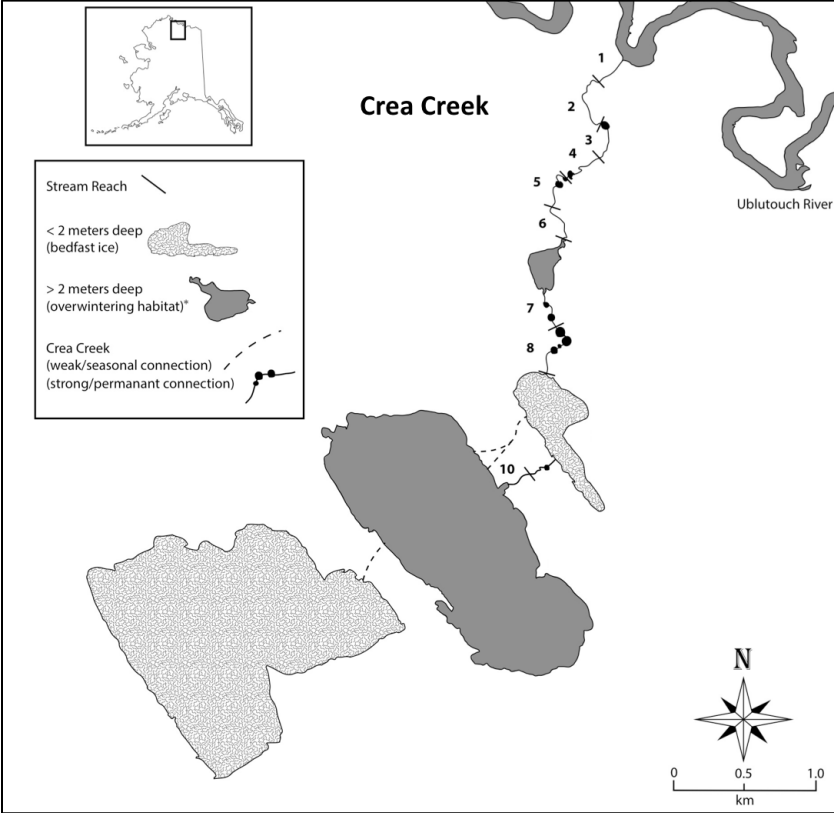 Crea Creek
Stream Reach
< 2 meters deep
(bedfast ice)
> 2 meters deep
(overwintering habitat)*
Crea Creek
(weak/seasonal connection)
(strong/permanant connection)
1
2
3
4
5
6
7
8
10
Ublutouch River
N
0 0.5 1.0
km